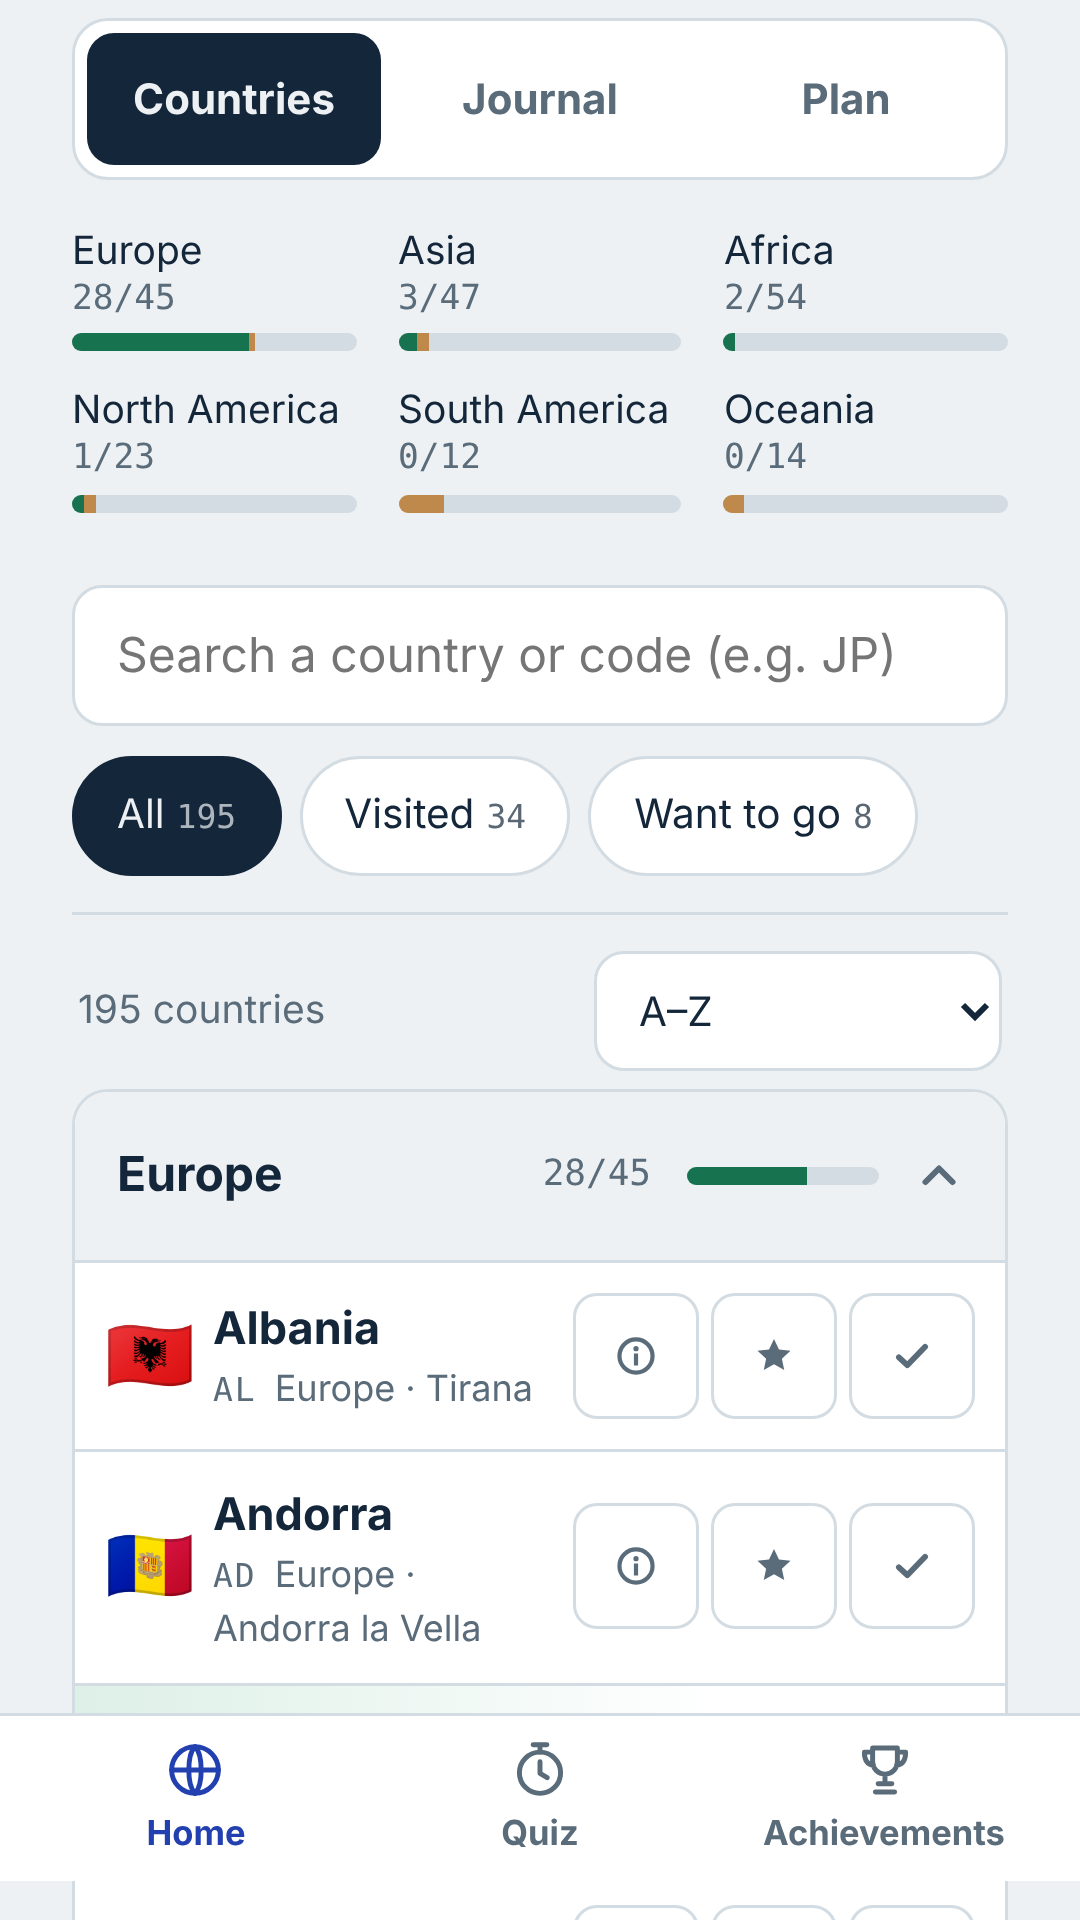 Countries Journal Plan
Europe Asia Africa
28/45 3/47 2/54
North America South America Oceania
1/23 0/12 0/14
Search a country or code (e.g. JP)
All 195 Visited 34 Want to go 8
195 countries A–Z
Europe 28/45
Albania
AL Europe · Tirana
Andorra
AD Europe ·
Andorra la Vella
Home Quiz Achievements